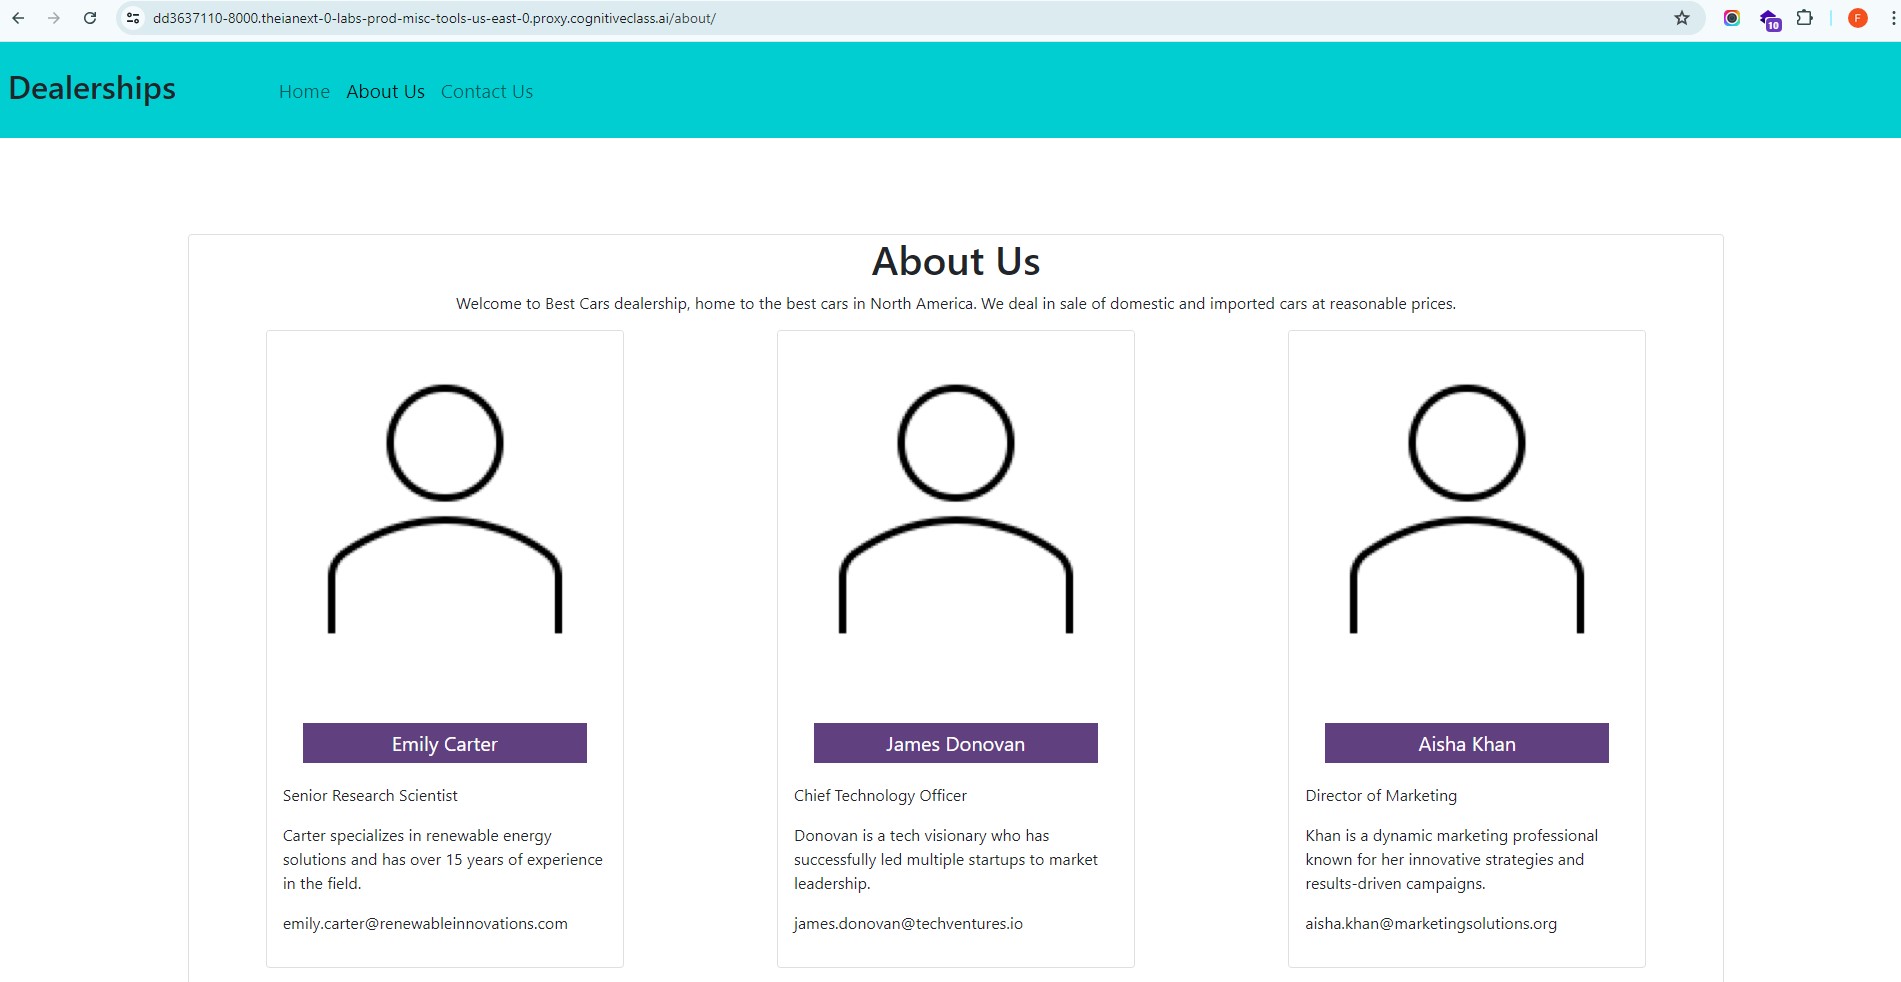 dd3637110-8000.theianext-0-labs-prod-misc-tools-us-east-0.proxy.cognitiveclass.ai/about/
10
F
Dealerships
Home About Us Contact Us
About Us
Welcome to Best Cars dealership, home to the best cars in North America. We deal in sale of domestic and imported cars at reasonable prices.
Emily Carter
Senior Research Scientist
Carter specializes in renewable energy
solutions and has over 15 years of experience
in the field.
emily.carter@renewableinnovations.com
James Donovan
Chief Technology Officer
Donovan is a tech visionary who has
successfully led multiple startups to market
leadership.
james.donovan@techventures.io
Aisha Khan
Director of Marketing
Khan is a dynamic marketing professional
known for her innovative strategies and
results-driven campaigns.
aisha.khan@marketingsolutions.org